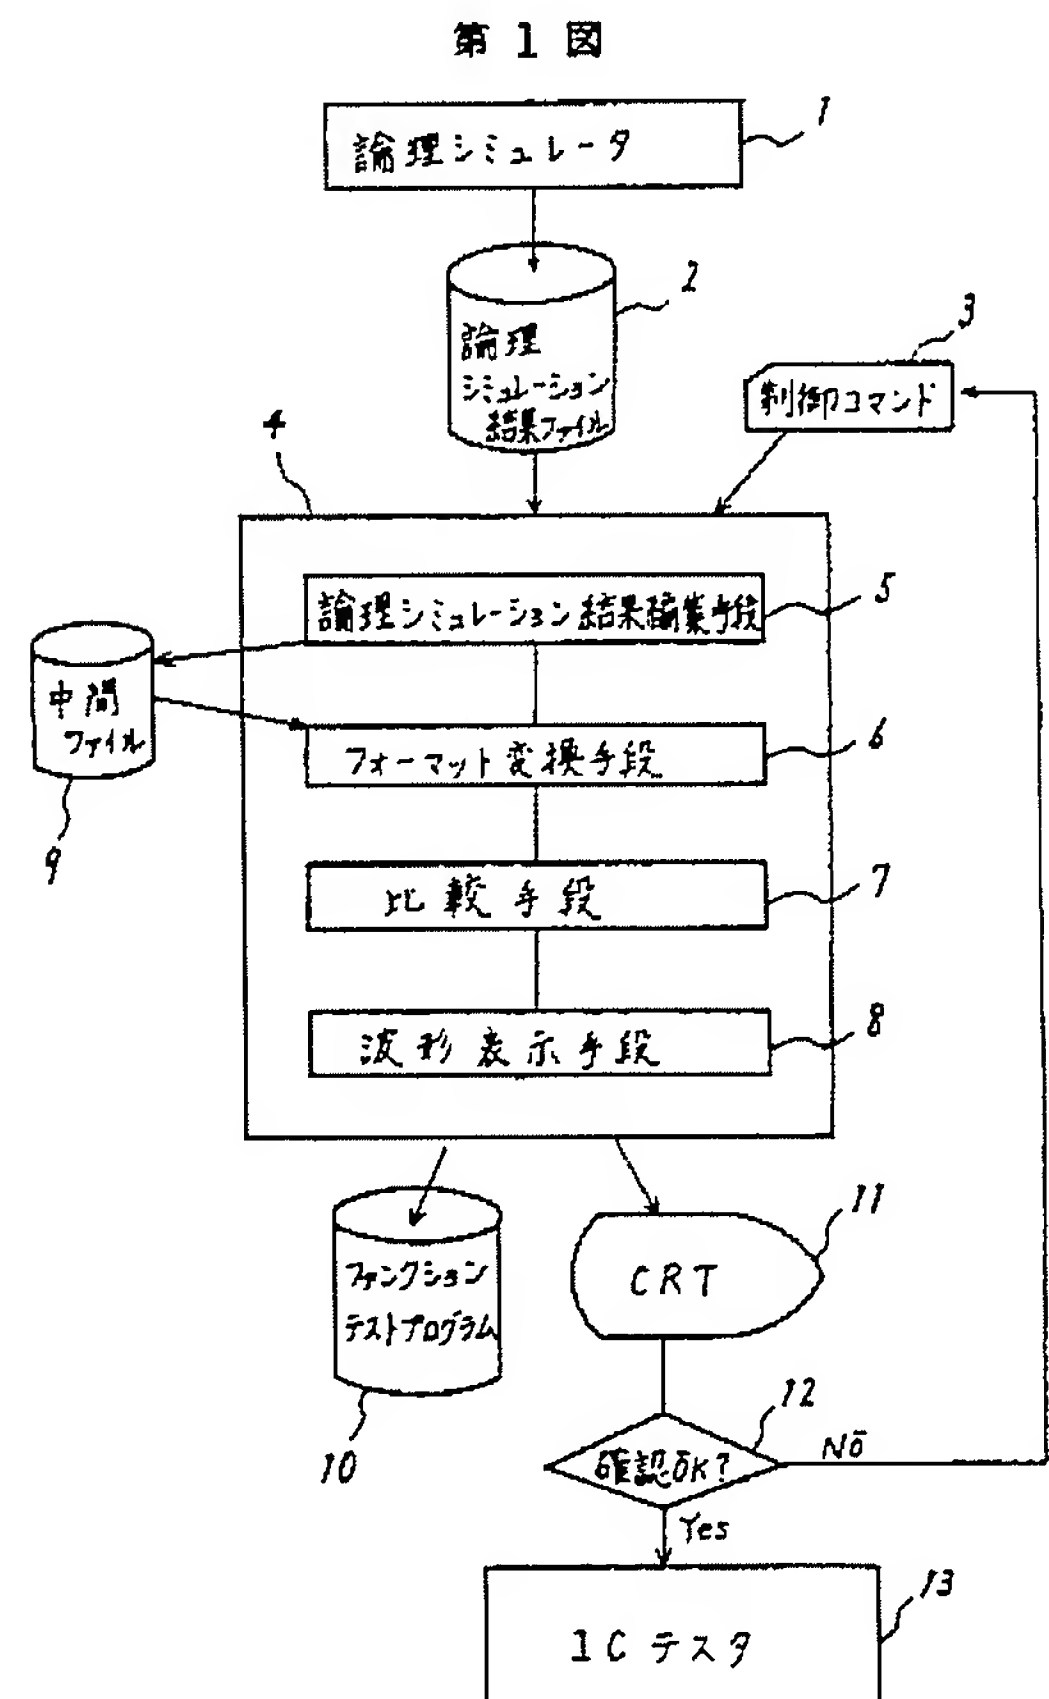 第1図
論理シミュレータ
1
論理
シミュレーション
結果ファイル
2
制御コマンド
3
4
論理シミュレーション結果編集手段
5
中間
ファイル
9
フォーマット変換手段
6
比較手段
7
波形表示手段
8
ファンクション
テストプログラム
10
CRT
11
確認OK?
12
NO
Yes
ICテスタ
13